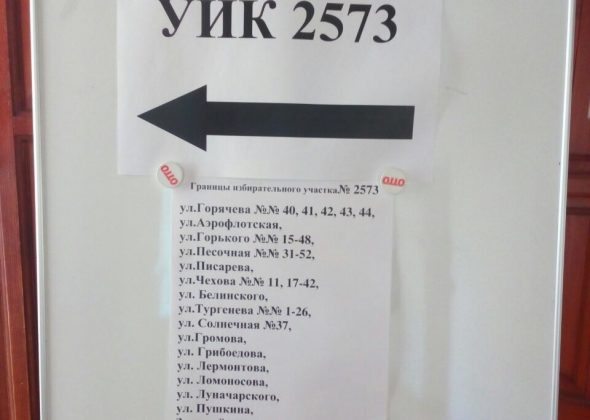 УИК 2573
ОТТО ОТТО
Границы избирательного участка.№ 2573
ул.Горячева №№ 40, 41, 42, 43, 44,
ул.Аэрофлотская,
ул.Горького №№ 15-48,
ул.Песочная №№ 31-52,
ул.Писарева,
ул.Чехова №№ 11, 17-42,
ул. Белинского,
ул.Тургенева №№ 1-26,
ул. Солнечная №37,
ул.Громова,
ул. Грибоедова,
ул. Лермонтова,
ул. Ломоносова,
ул. Луначарского,
ул. Пушкина,